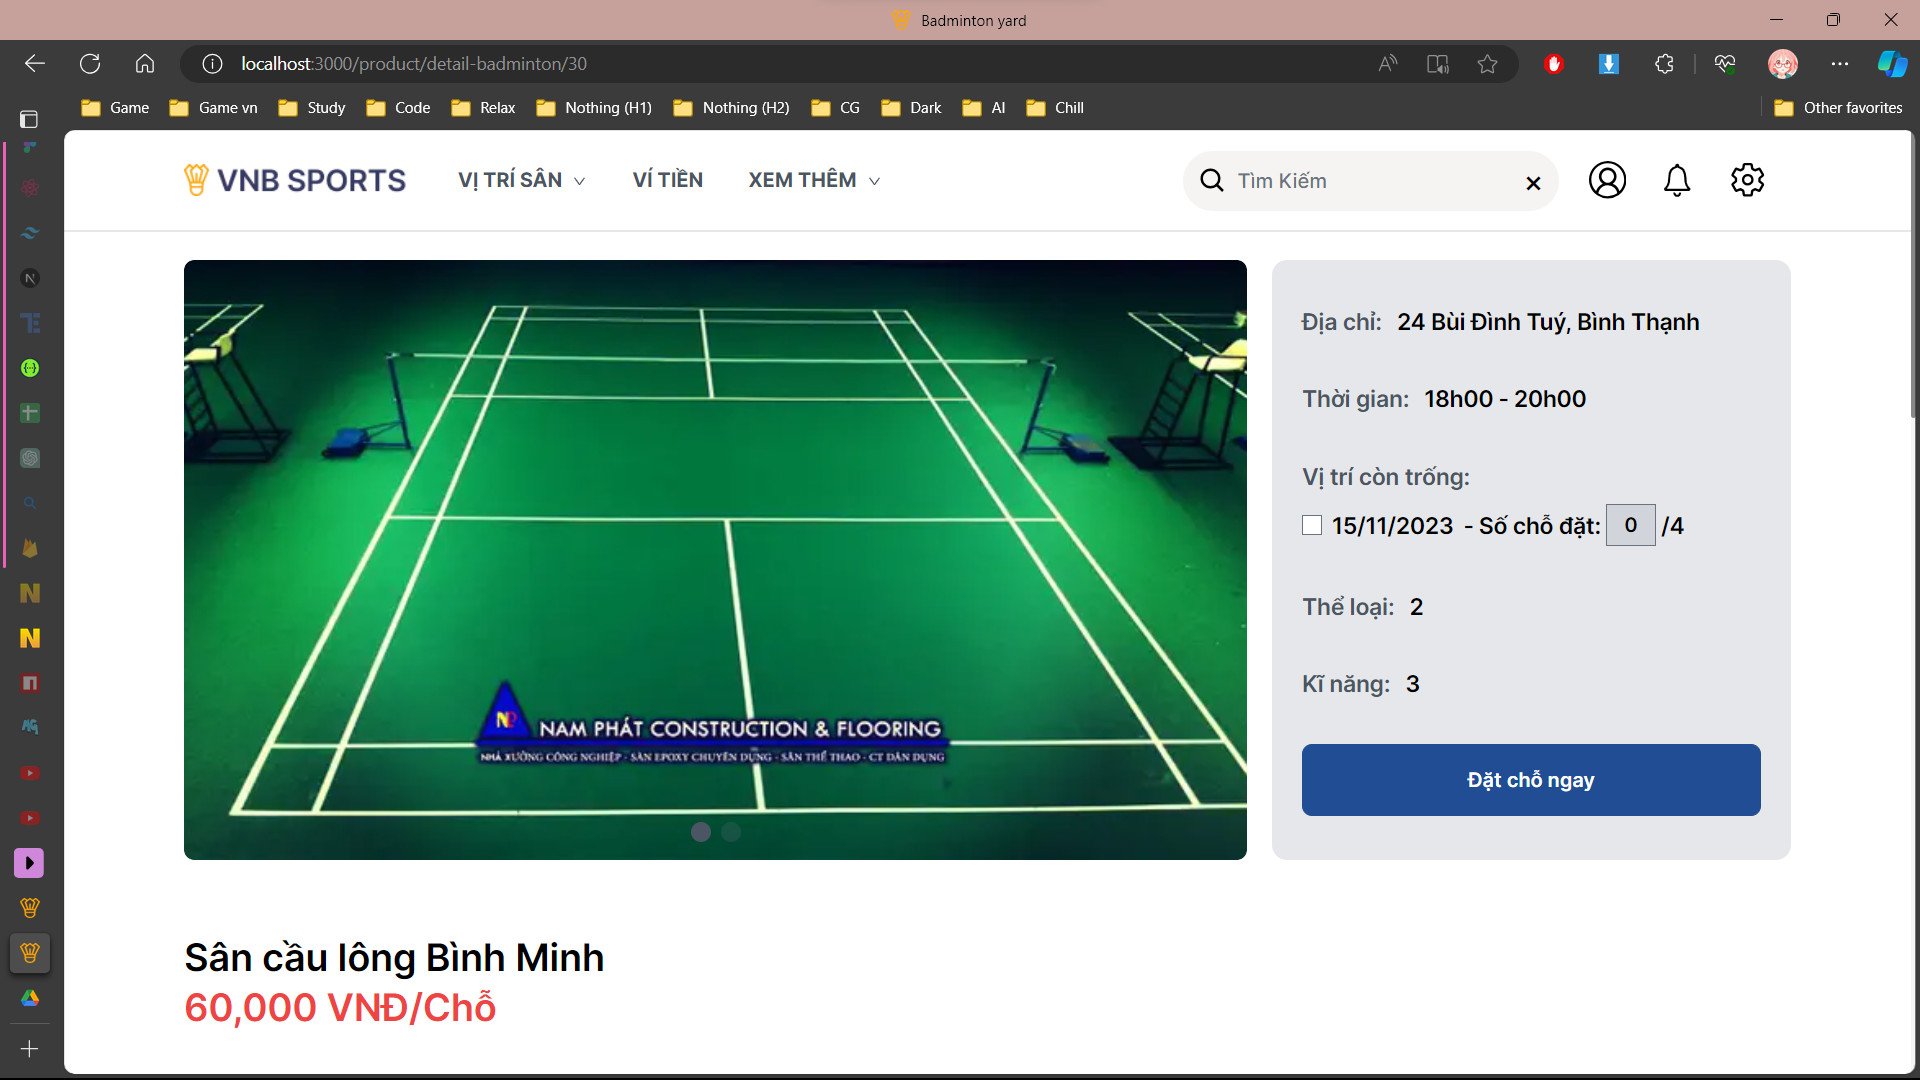 Badminton yard
localhost:3000/product/detail-badminton/30
Game Game vn Study Code Relax Nothing (H1) Nothing (H2) CG Dark AI Chill Other favorites
VNB SPORTS VỊ TRÍ SÂN VÍ TIỀN XEM THÊM Tìm Kiếm
Địa chỉ: 24 Bùi Đình Tuý, Bình Thạnh
Thời gian: 18h00 - 20h00
Vị trí còn trống:
15/11/2023 - Số chỗ đặt: 0 /4
Thể loại: 2
Kĩ năng: 3
Đặt chỗ ngay
NP NAM PHÁT CONSTRUCTION & FLOORING
NHÀ XƯỞNG CÔNG NGHIỆP - SÀN EPOXY CHUYÊN DỤNG - SÂN THỂ THAO - CT DÂN DỤNG
Sân cầu lông Bình Minh
60,000 VNĐ/Chỗ